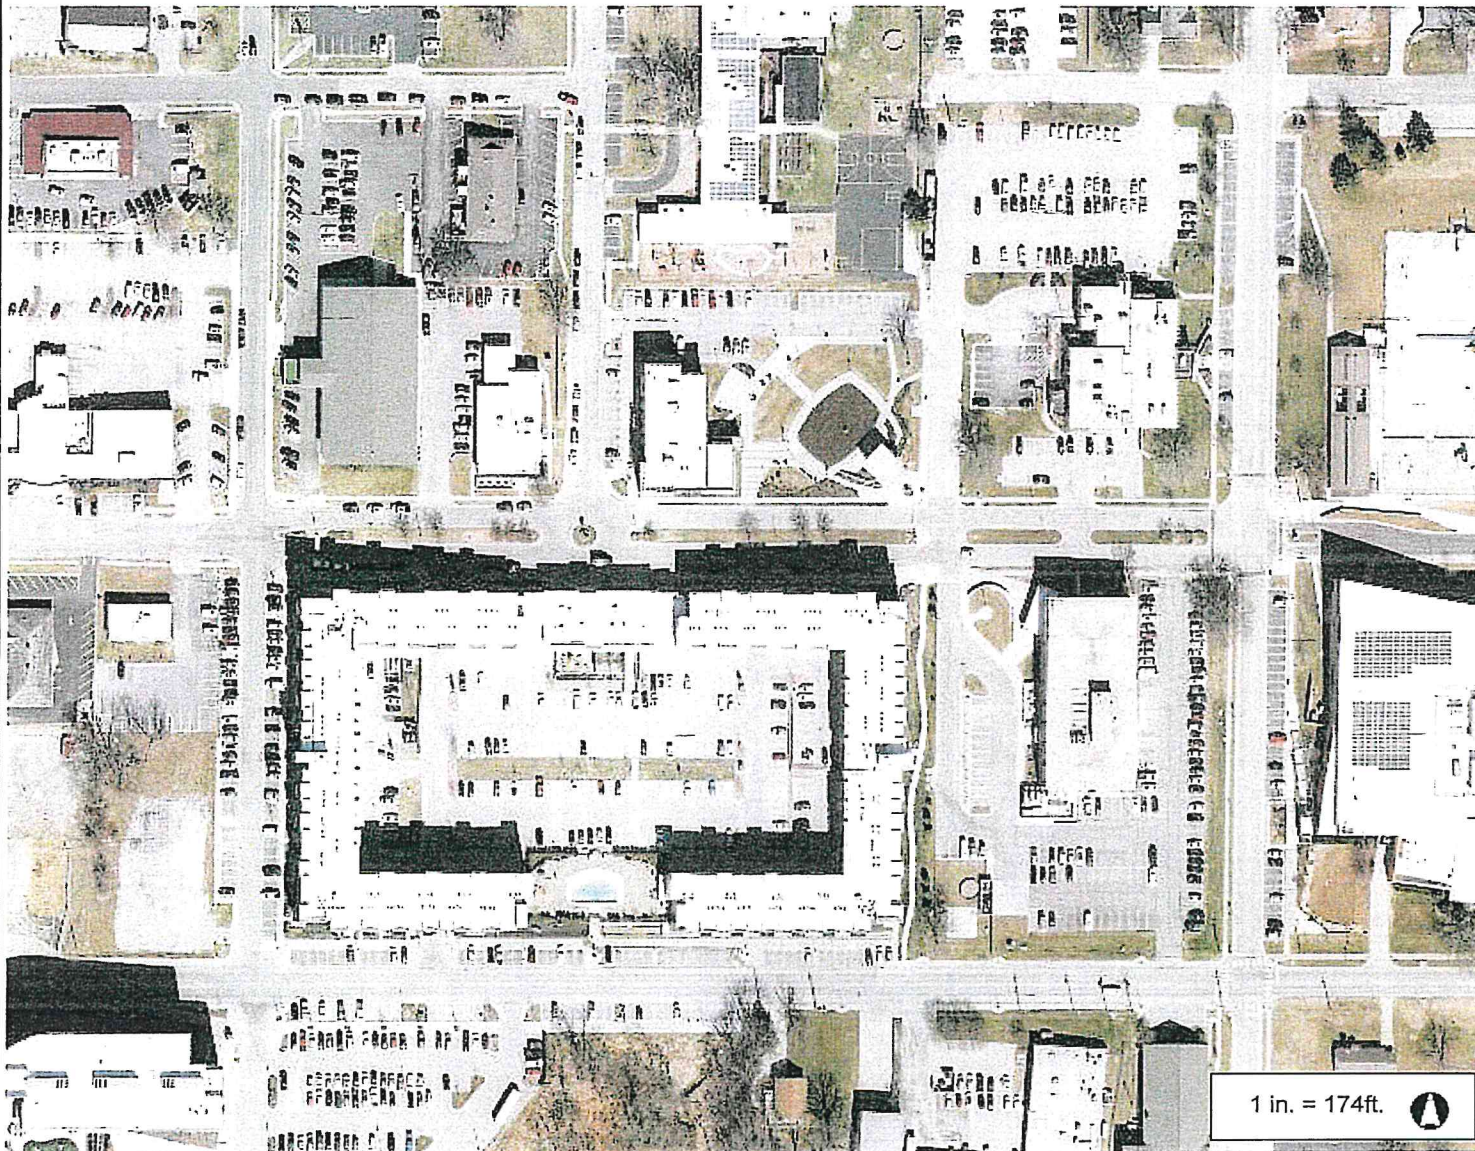 1 in. = 174ft.